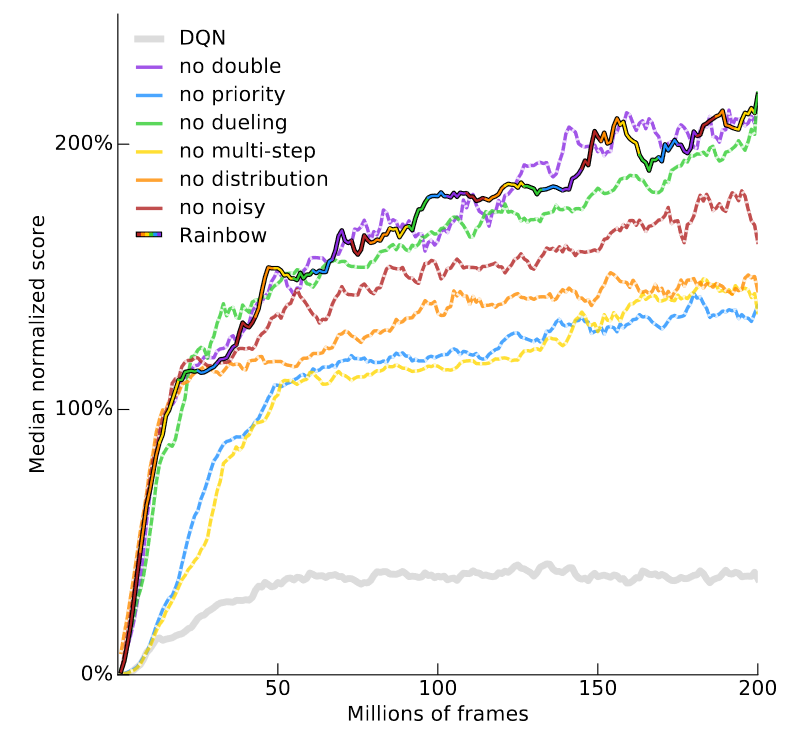 DQN
no double
no priority
no dueling
no multi-step
no distribution
no noisy
Rainbow
200%
100%
0%
Median normalized score
50
100
150
200
Millions of frames